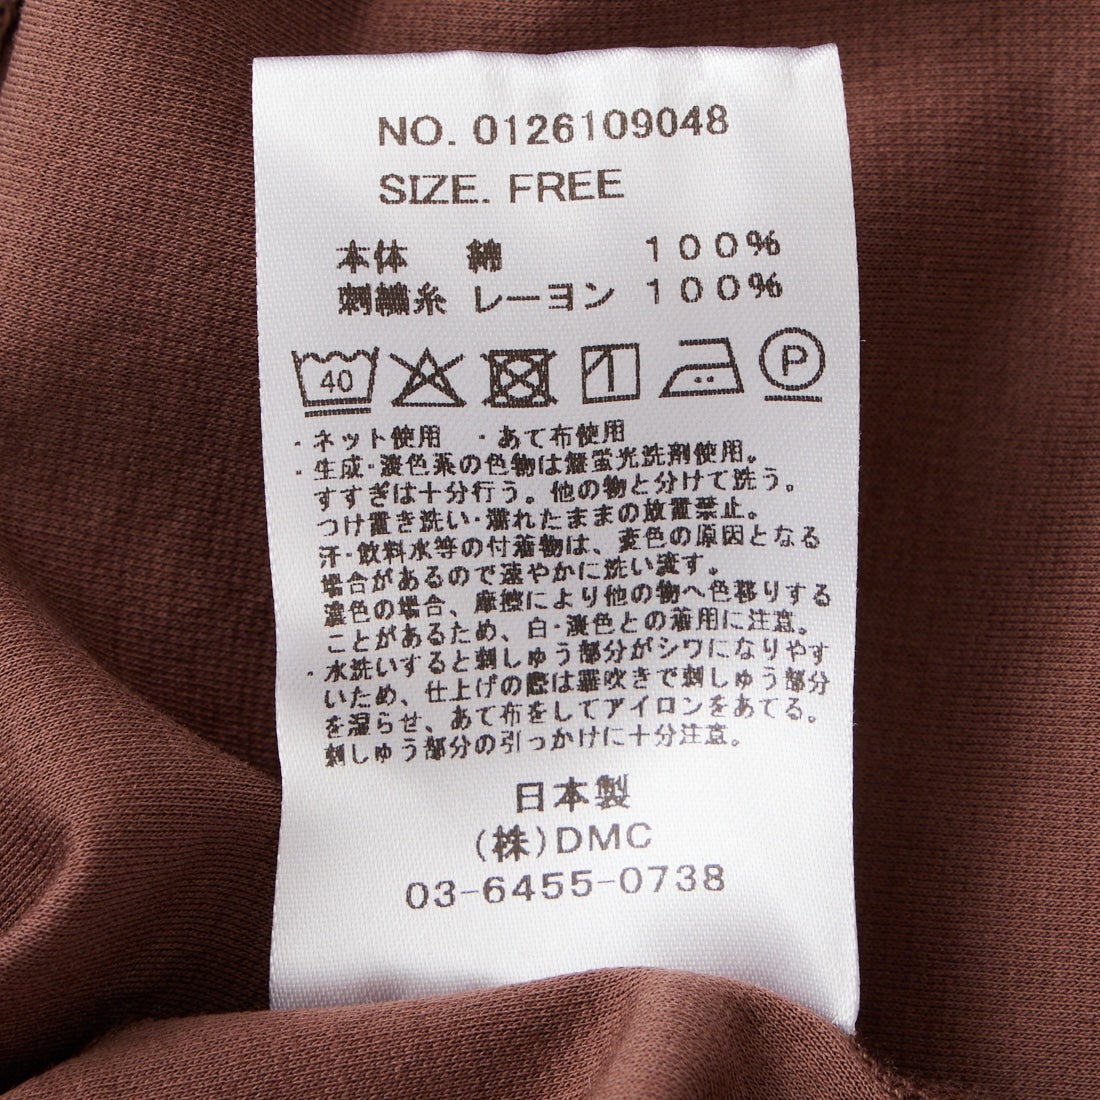 NO. 0126109048
SIZE. FREE
本体 綿 100%
刺繍糸 レーヨン 100%
40 P
・ネット使用 ・あて布使用
・生成・淡色系の色物は無蛍光洗剤使用。
すすぎは十分行う。他の物と分けて洗う。
つけ置き洗い・濡れたままの放置禁止。
汗・飲料水等の付着物は、変色の原因となる
場合があるので速やかに洗い流す。
濃色の場合、摩擦により他の物へ色移りする
ことがあるため、白・淡色との着用に注意。
・水洗いすると刺しゅう部分がシワになりやす
いため、仕上げの際は霧吹きで刺しゅう部分
を湿らせ、あて布をしてアイロンをあてる。
刺しゅう部分の引っかけに十分注意。
日本製
(株)DMC
03-6455-0738